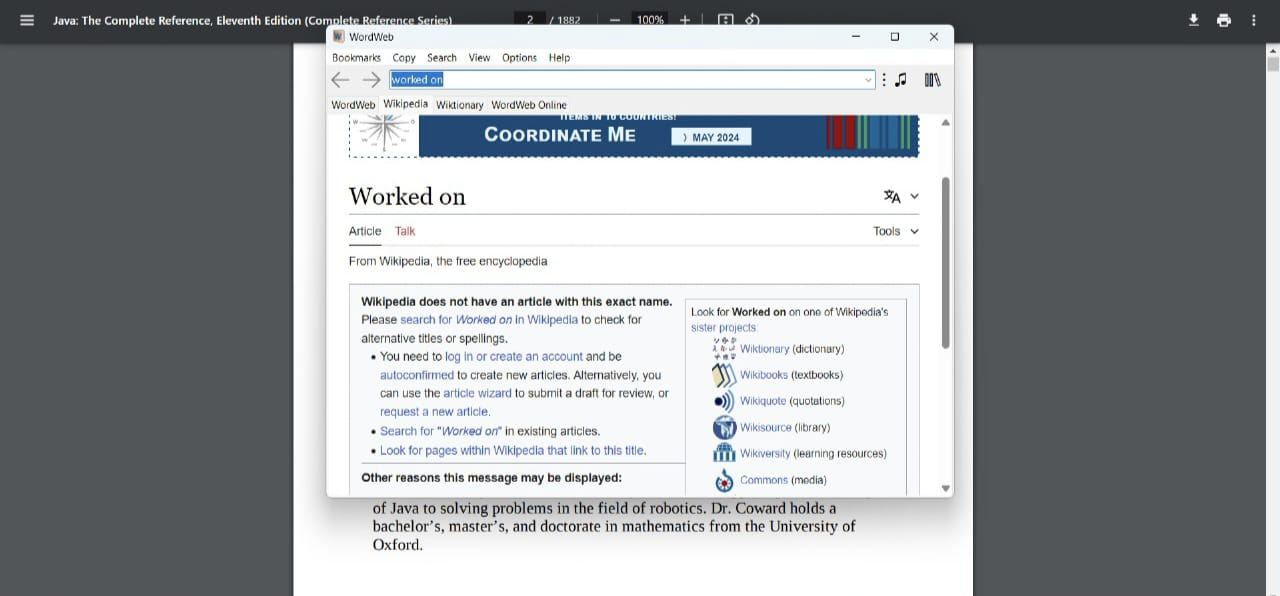 Java: The Complete Reference, Eleventh Edition (Complete Reference Series)
2 / 1882
100%
WordWeb
Bookmarks Copy Search View Options Help
worked on
WordWeb Wikipedia Wiktionary WordWeb Online
ITEMS IN 10 COUNTRIES!
COORDINATE ME
MAY 2024
Worked on
Article Talk
Tools
From Wikipedia, the free encyclopedia
Wikipedia does not have an article with this exact name.
Please search for Worked on in Wikipedia to check for
alternative titles or spellings.
• You need to log in or create an account and be
autoconfirmed to create new articles. Alternatively, you
can use the article wizard to submit a draft for review, or
request a new article.
• Search for "Worked on" in existing articles.
• Look for pages within Wikipedia that link to this title.
Other reasons this message may be displayed:
Look for Worked on on one of Wikipedia's
sister projects:
Wiktionary (dictionary)
Wikibooks (textbooks)
Wikiquote (quotations)
Wikisource (library)
Wikiversity (learning resources)
Commons (media)
of Java to solving problems in the field of robotics. Dr. Coward holds a
bachelor's, master's, and doctorate in mathematics from the University of
Oxford.